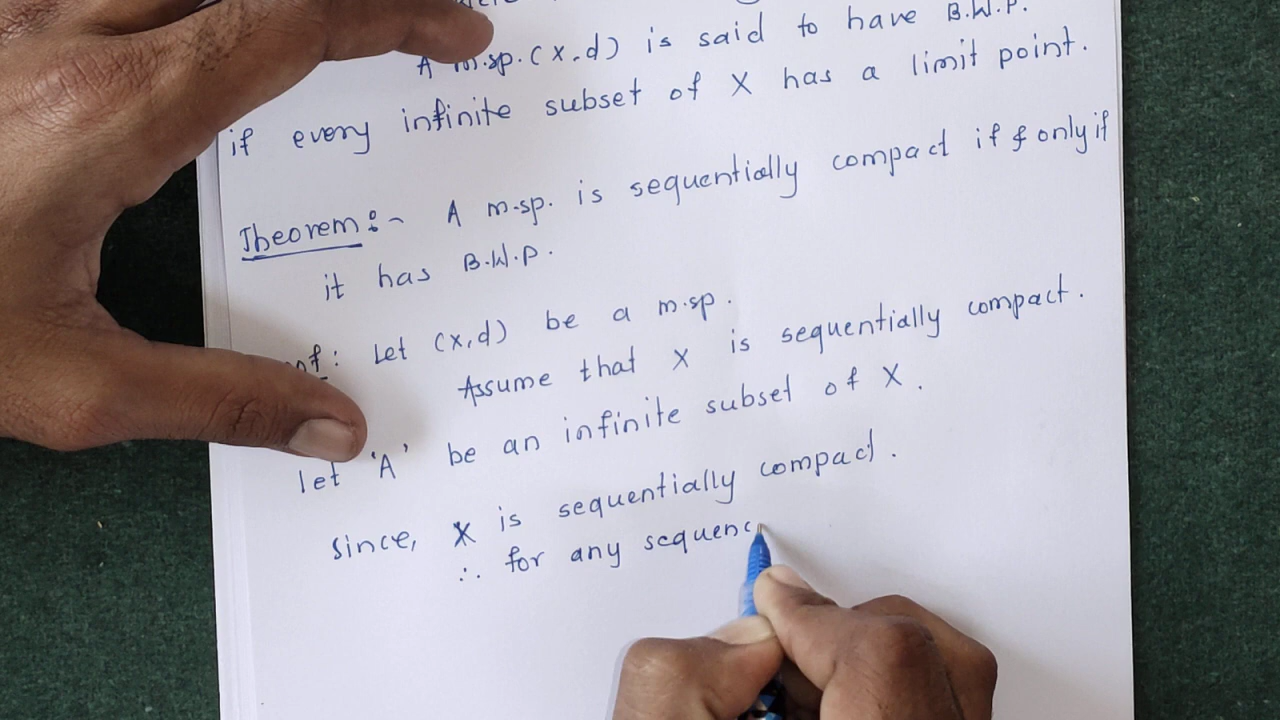 A m.sp. (X,d) is said to have B.W.P.
if every infinite subset of X has a limit point.
Theorem :- A m.sp. is sequentially compact if & only if
it has B.W.P.
of : Let (X,d) be a m.sp.
Assume that X is sequentially compact.
let 'A' be an infinite subset of X.
since, X is sequentially compact.
∴ for any sequenc